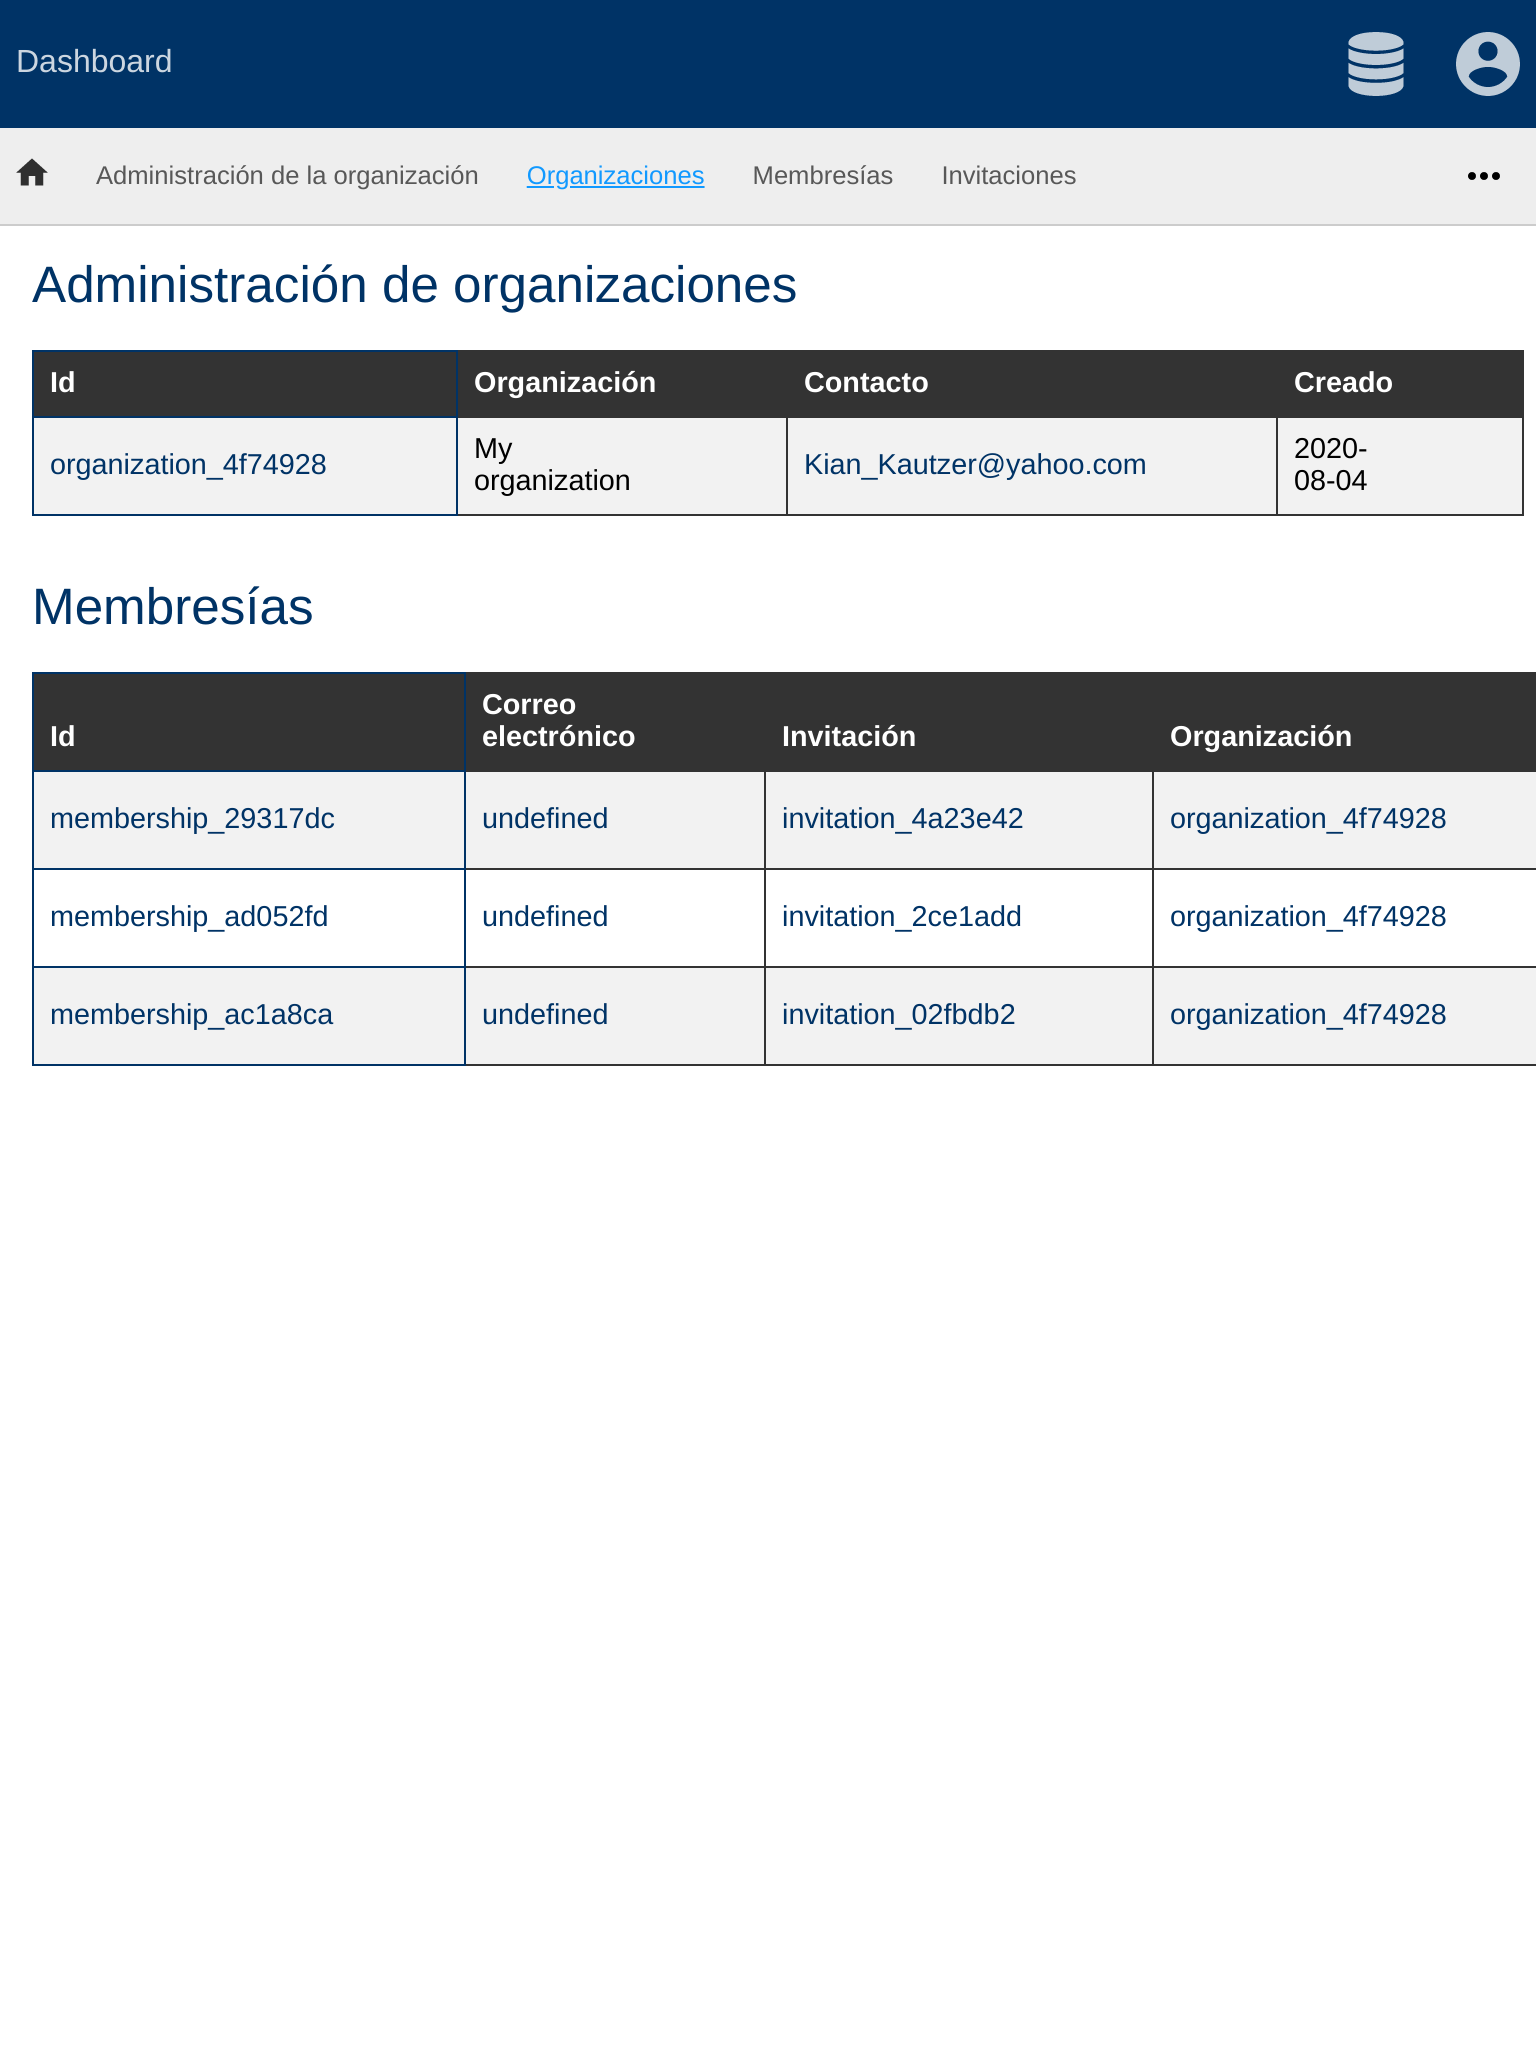 Dashboard
Administración de la organización Organizaciones Membresías Invitaciones
Administración de organizaciones
Id Organización Contacto Creado
organization_4f74928 My organization Kian_Kautzer@yahoo.com 2020-08-04
Membresías
Id Correo electrónico Invitación Organización
membership_29317dc undefined invitation_4a23e42 organization_4f74928
membership_ad052fd undefined invitation_2ce1add organization_4f74928
membership_ac1a8ca undefined invitation_02fbdb2 organization_4f74928